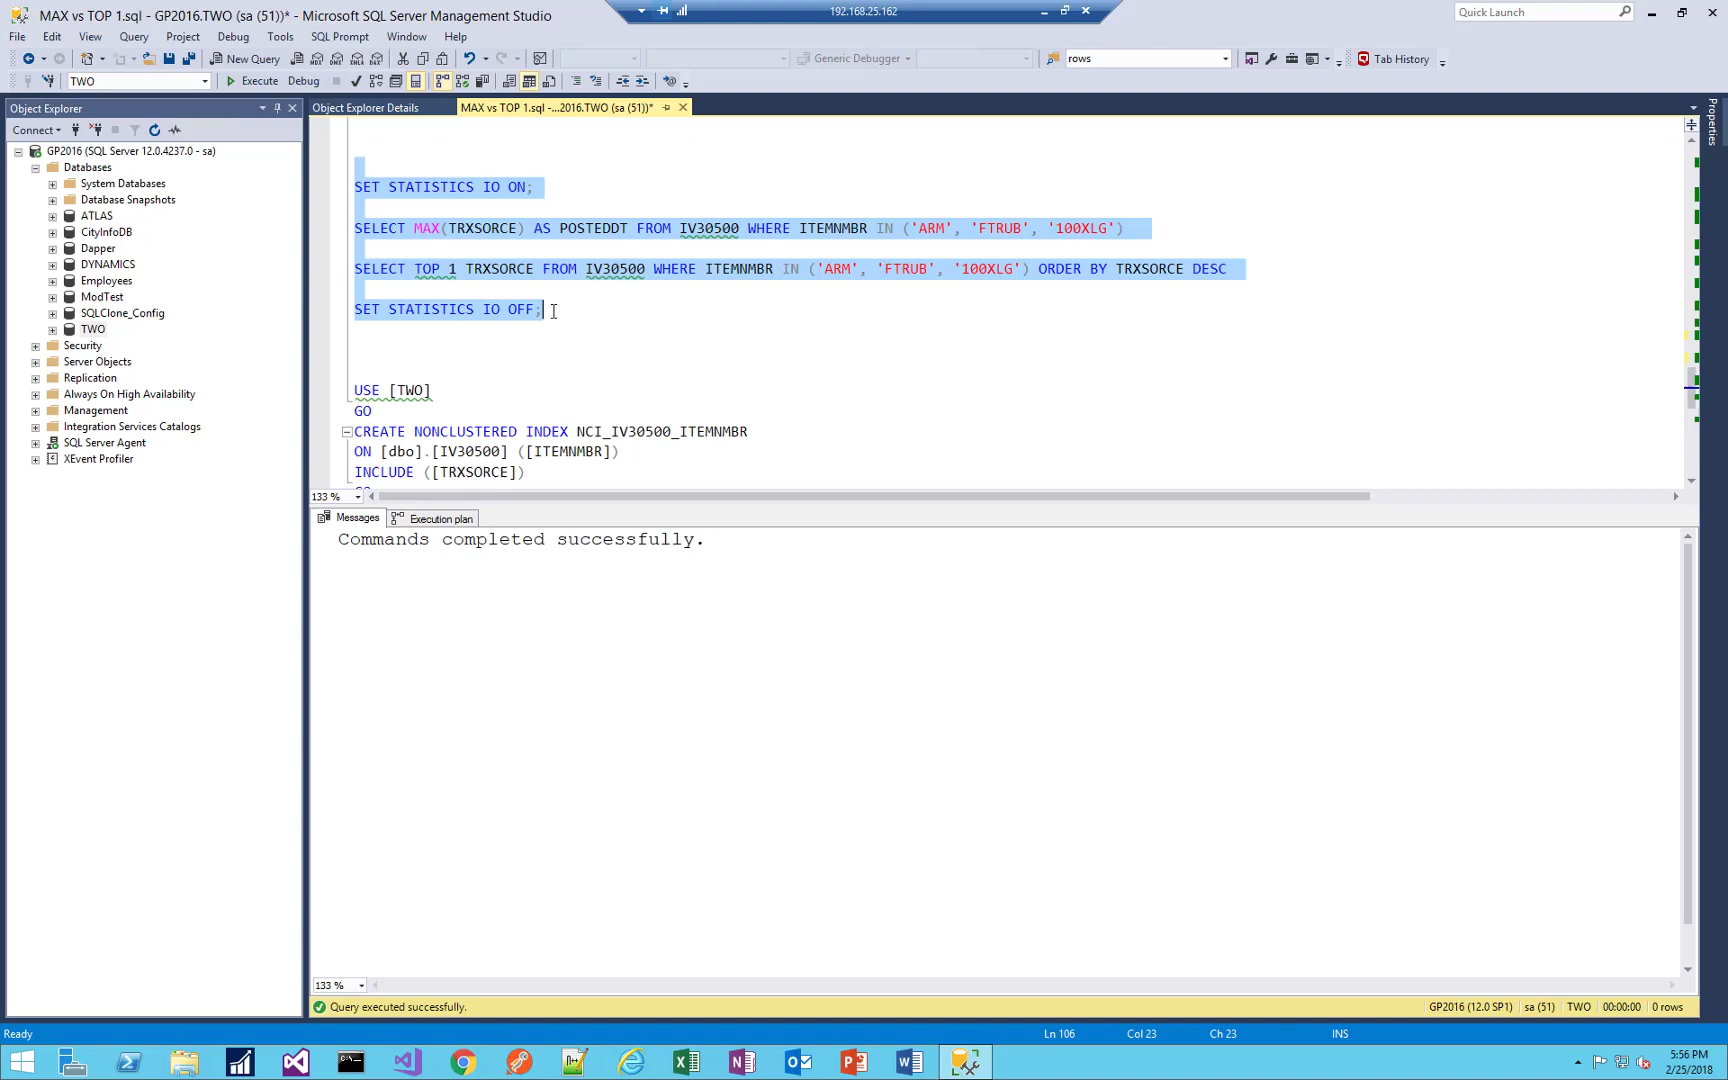 MAX vs TOP 1.sql - GP2016.TWO (sa (51))* - Microsoft SQL Server Management Studio
192.168.25.162
Quick Launch
File Edit View Query Project Debug Tools SQL Prompt Window Help
New Query
Generic Debugger
rows
Tab History
TWO
Execute Debug
Object Explorer
Connect
GP2016 (SQL Server 12.0.4237.0 - sa)
Databases
System Databases
Database Snapshots
ATLAS
CityInfoDB
Dapper
DYNAMICS
Employees
ModTest
SQLClone_Config
TWO
Security
Server Objects
Replication
Always On High Availability
Management
Integration Services Catalogs
SQL Server Agent
XEvent Profiler
Object Explorer Details
MAX vs TOP 1.sql -...2016.TWO (sa (51))*
Properties
SET STATISTICS IO ON;
SELECT MAX(TRXSORCE) AS POSTEDDT FROM IV30500 WHERE ITEMNMBR IN ('ARM', 'FTRUB', '100XLG')
SELECT TOP 1 TRXSORCE FROM IV30500 WHERE ITEMNMBR IN ('ARM', 'FTRUB', '100XLG') ORDER BY TRXSORCE DESC
SET STATISTICS IO OFF;
USE [TWO]
GO
CREATE NONCLUSTERED INDEX NCI_IV30500_ITEMNMBR
ON [dbo].[IV30500] ([ITEMNMBR])
INCLUDE ([TRXSORCE])
133 %
Messages Execution plan
Commands completed successfully.
133 %
Query executed successfully.
GP2016 (12.0 SP1) sa (51) TWO 00:00:00 0 rows
Ready
Ln 106 Col 23 Ch 23 INS
5:56 PM
2/25/2018